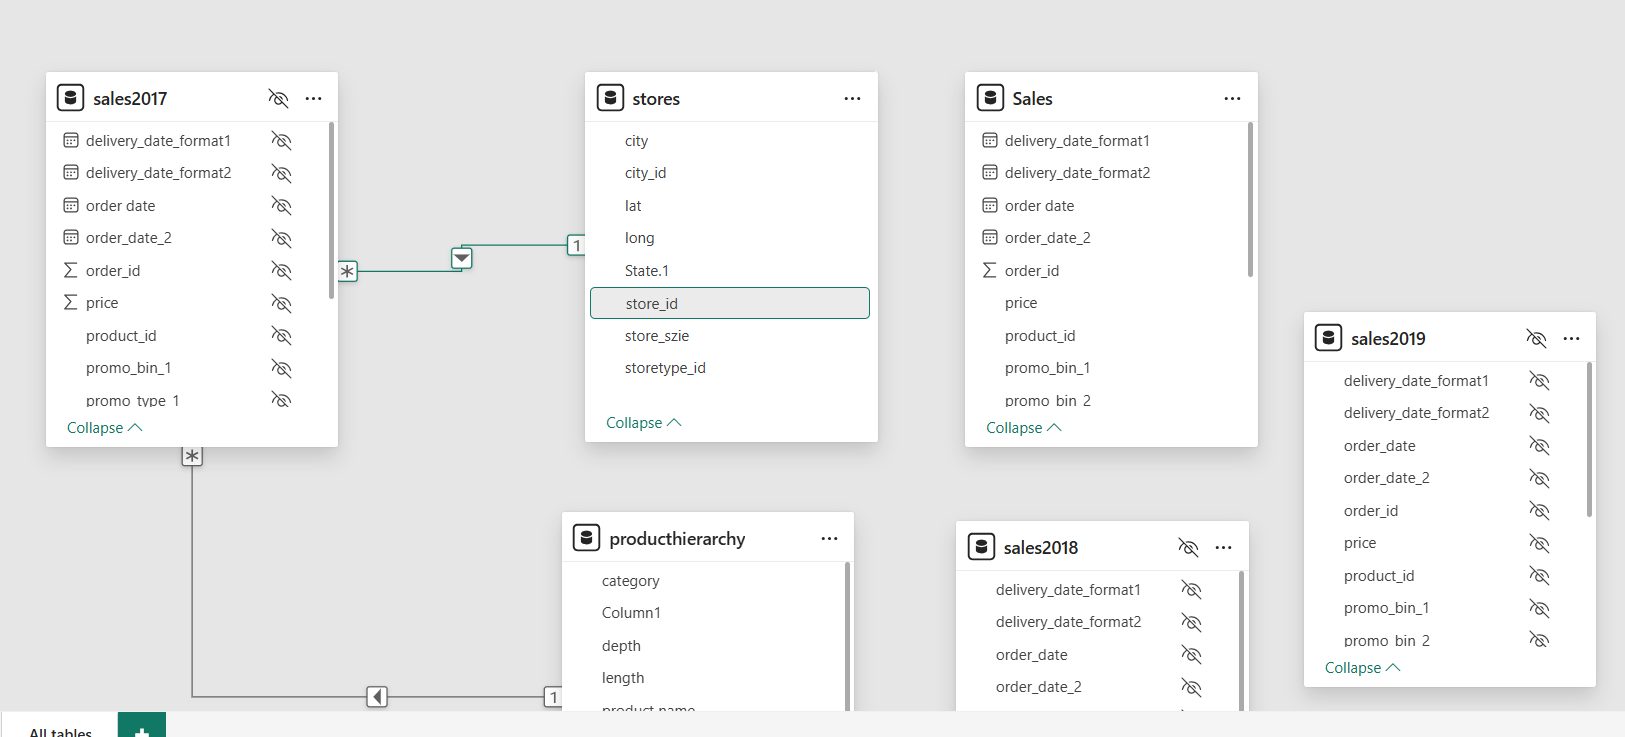 sales2017
delivery_date_format1
delivery_date_format2
order date
order_date_2
order_id
price
product_id
promo_bin_1
promo_type_1
Collapse
*
1
*
1
stores
city
city_id
lat
long
State.1
store_id
store_szie
storetype_id
Collapse
Sales
delivery_date_format1
delivery_date_format2
order date
order_date_2
order_id
price
product_id
promo_bin_1
promo_bin_2
Collapse
sales2019
delivery_date_format1
delivery_date_format2
order_date
order_date_2
order_id
price
product_id
promo_bin_1
promo_bin_2
Collapse
producthierarchy
category
Column1
depth
length
product_name
sales2018
delivery_date_format1
delivery_date_format2
order_date
order_date_2
All tables
+